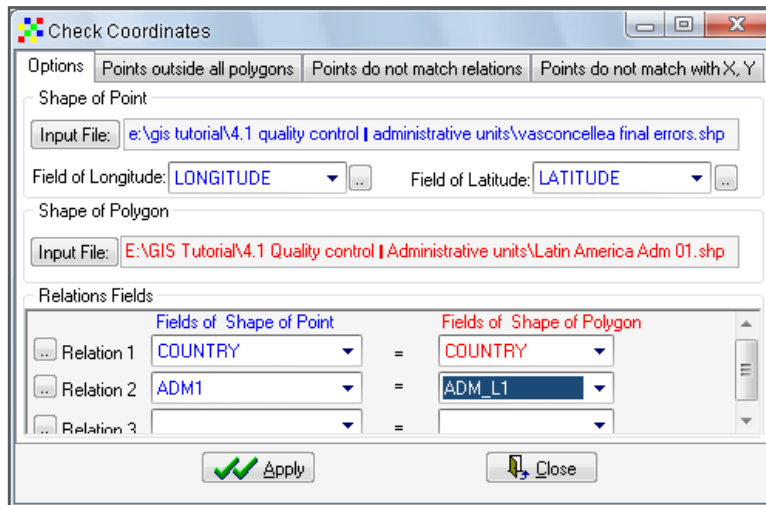 Check Coordinates
Options Points outside all polygons Points do not match relations Points do not match with X, Y
Shape of Point
Input File: e:\gis tutorial\4.1 quality control | administrative units\vasconcellea final errors.shp
Field of Longitude: LONGITUDE .. Field of Latitude: LATITUDE ..
Shape of Polygon
Input File: E:\GIS Tutorial\4.1 Quality control | Administrative units\Latin America Adm 01.shp
Relations Fields
Fields of Shape of Point Fields of Shape of Polygon
.. Relation 1 COUNTRY = COUNTRY
.. Relation 2 ADM1 = ADM_L1
.. Relation 3 =
Apply Close